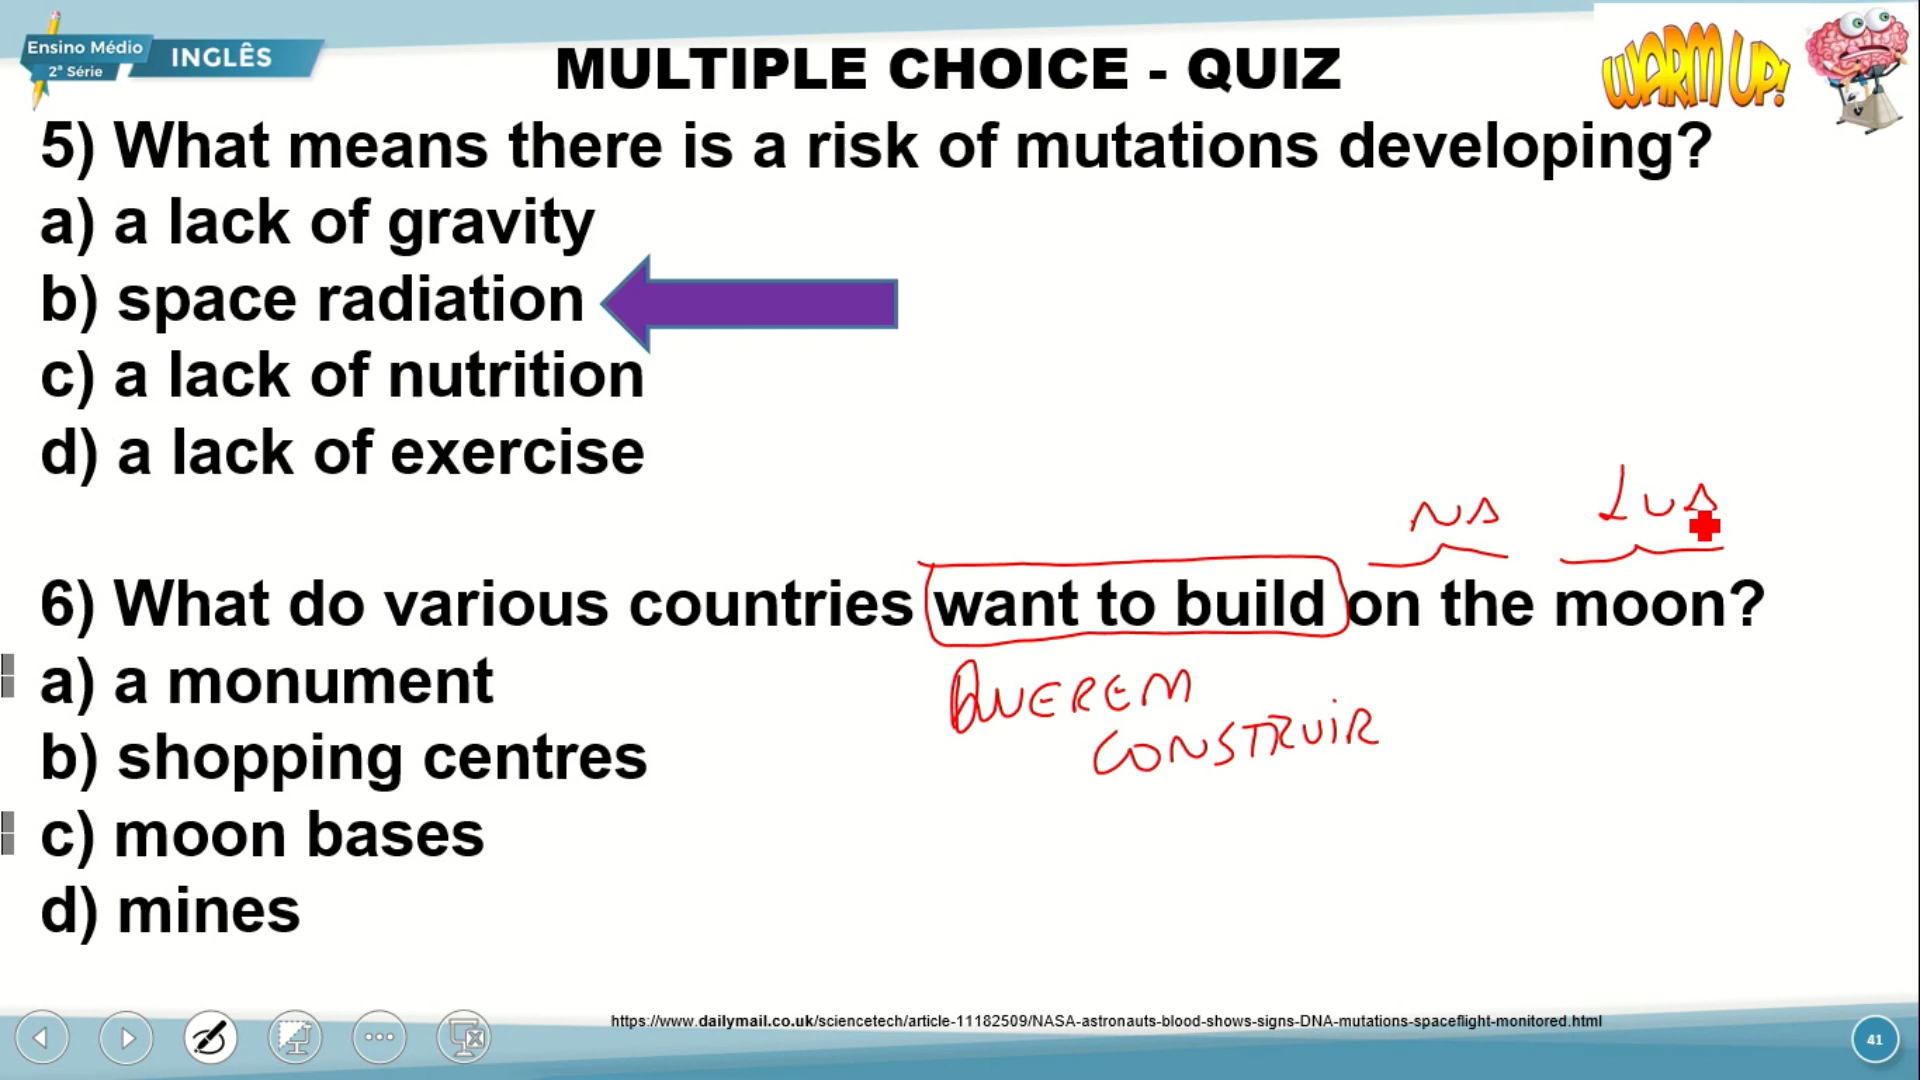 Ensino Médio
2ª Série
INGLÊS
MULTIPLE CHOICE - QUIZ
WARM UP!
5) What means there is a risk of mutations developing?
a) a lack of gravity
b) space radiation
c) a lack of nutrition
d) a lack of exercise
NA LUA
6) What do various countries want to build on the moon?
a) a monument
QUEREM
b) shopping centres
CONSTRUIR
c) moon bases
d) mines
https://www.dailymail.co.uk/sciencetech/article-11182509/NASA-astronauts-blood-shows-signs-DNA-mutations-spaceflight-monitored.html
41